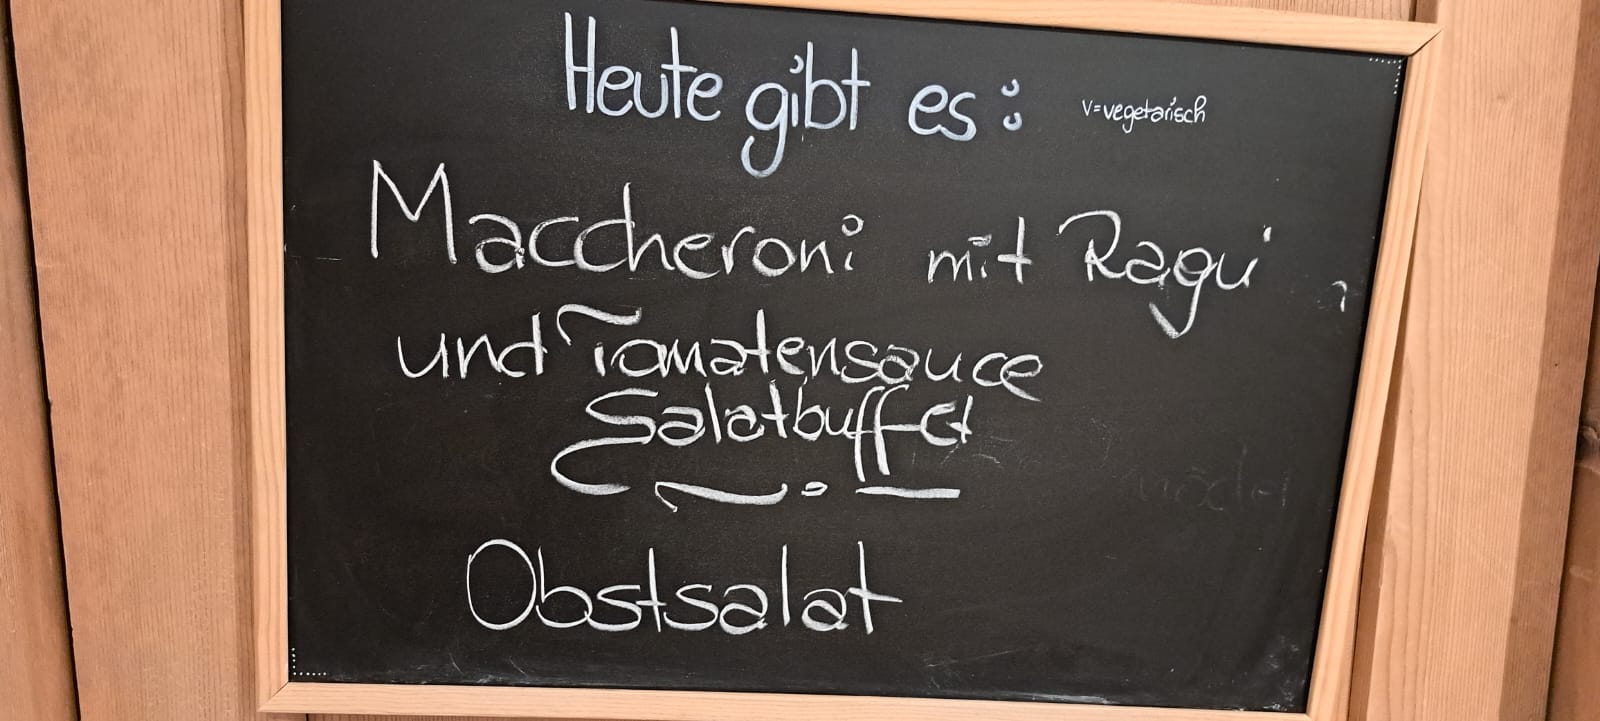 Heute gibt es:
v=vegetarisch
Maccheroni mit Ragu'
und Tomatensauce
Salatbuffet
Obstsalat